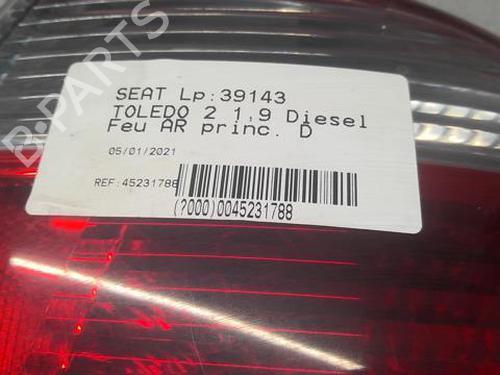 B-PARTS
SEAT Lp:39143
TOLEDO 2 1,9 Diesel
Feu AR princ. D
05/01/2021
REF:45231788
(?000)0045231788